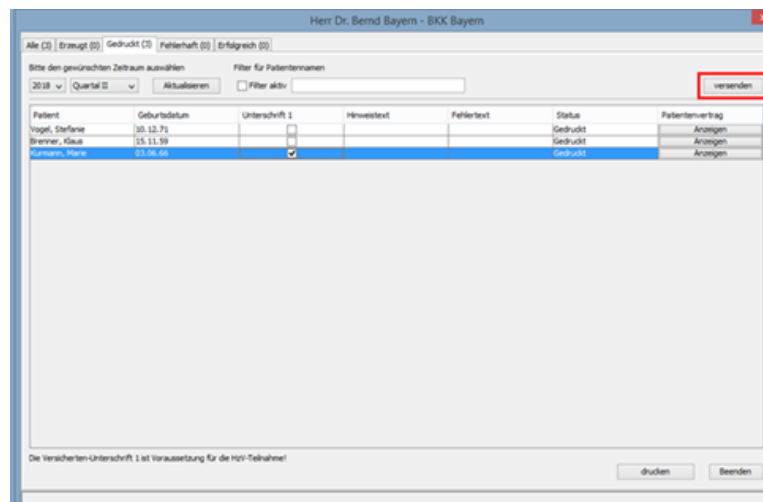 Herr Dr. Bernd Bayern - BKK Bayern
Alle (3) Erzeugt (0) Gedruckt (3) Fehlerhaft (0) Erfolgreich (0)
Bitte den gewünschten Zeitraum auswählen Filter für Patientennamen
2018 Quartal II Aktualisieren Filter aktiv versenden
Patient Geburtsdatum Unterschrift 1 Hinweistext Fehlertext Status Patientenvertrag
Vogel, Stefanie 10.12.71 Gedruckt Anzeigen
Brenner, Klaus 15.11.59 Gedruckt Anzeigen
Kurmann, Marie 03.06.66 Gedruckt Anzeigen
Die Versicherten-Unterschrift 1 ist Voraussetzung für die HzV-Teilnahme!
drucken Beenden